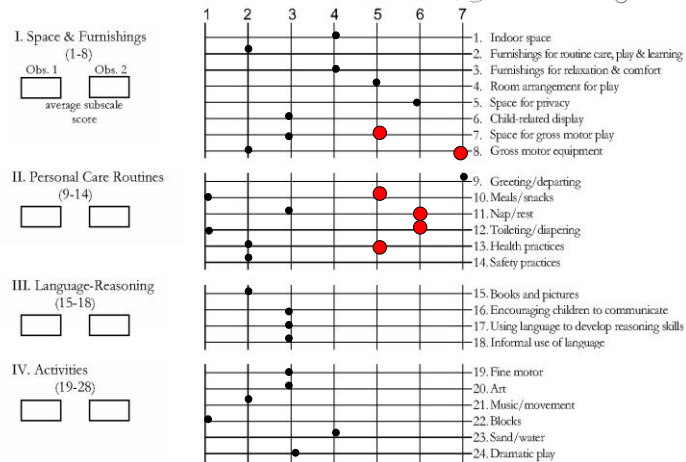 1 2 3 4 5 6 7
I. Space & Furnishings
(1-8)
Obs. 1 Obs. 2
average subscale
score
1. Indoor space
2. Furnishings for routine care, play & learning
3. Furnishings for relaxation & comfort
4. Room arrangement for play
5. Space for privacy
6. Child-related display
7. Space for gross motor play
8. Gross motor equipment
II. Personal Care Routines
(9-14)
9. Greeting/departing
10. Meals/snacks
11. Nap/rest
12. Toileting/diapering
13. Health practices
14. Safety practices
III. Language-Reasoning
(15-18)
15. Books and pictures
16. Encouraging children to communicate
17. Using language to develop reasoning skills
18. Informal use of language
IV. Activities
(19-28)
19. Fine motor
20. Art
21. Music/movement
22. Blocks
23. Sand/water
24. Dramatic play